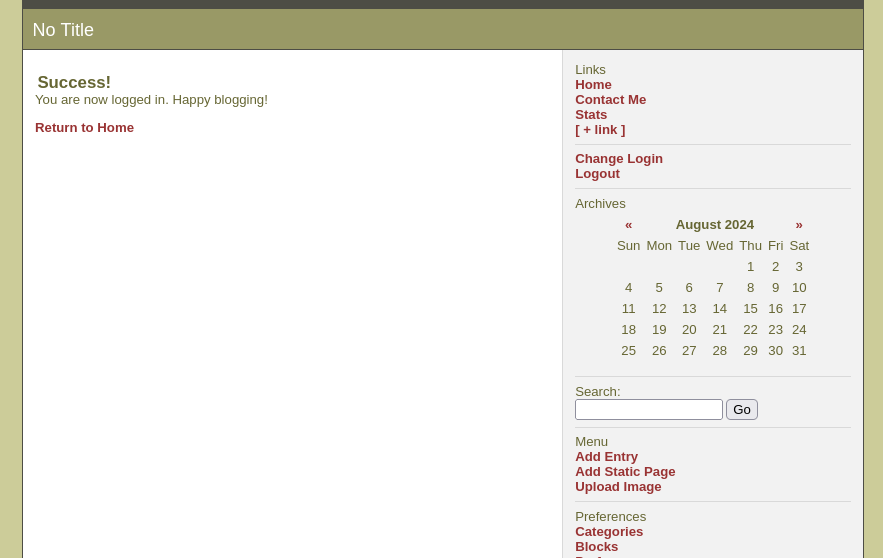 No Title
Success!
You are now logged in. Happy blogging!
Return to Home
Links
Home
Contact Me
Stats
[ + link ]
Change Login
Logout
Archives
« August 2024 »
Sun Mon Tue Wed Thu Fri Sat
1 2 3
4 5 6 7 8 9 10
11 12 13 14 15 16 17
18 19 20 21 22 23 24
25 26 27 28 29 30 31
Search:
Go
Menu
Add Entry
Add Static Page
Upload Image
Preferences
Categories
Blocks